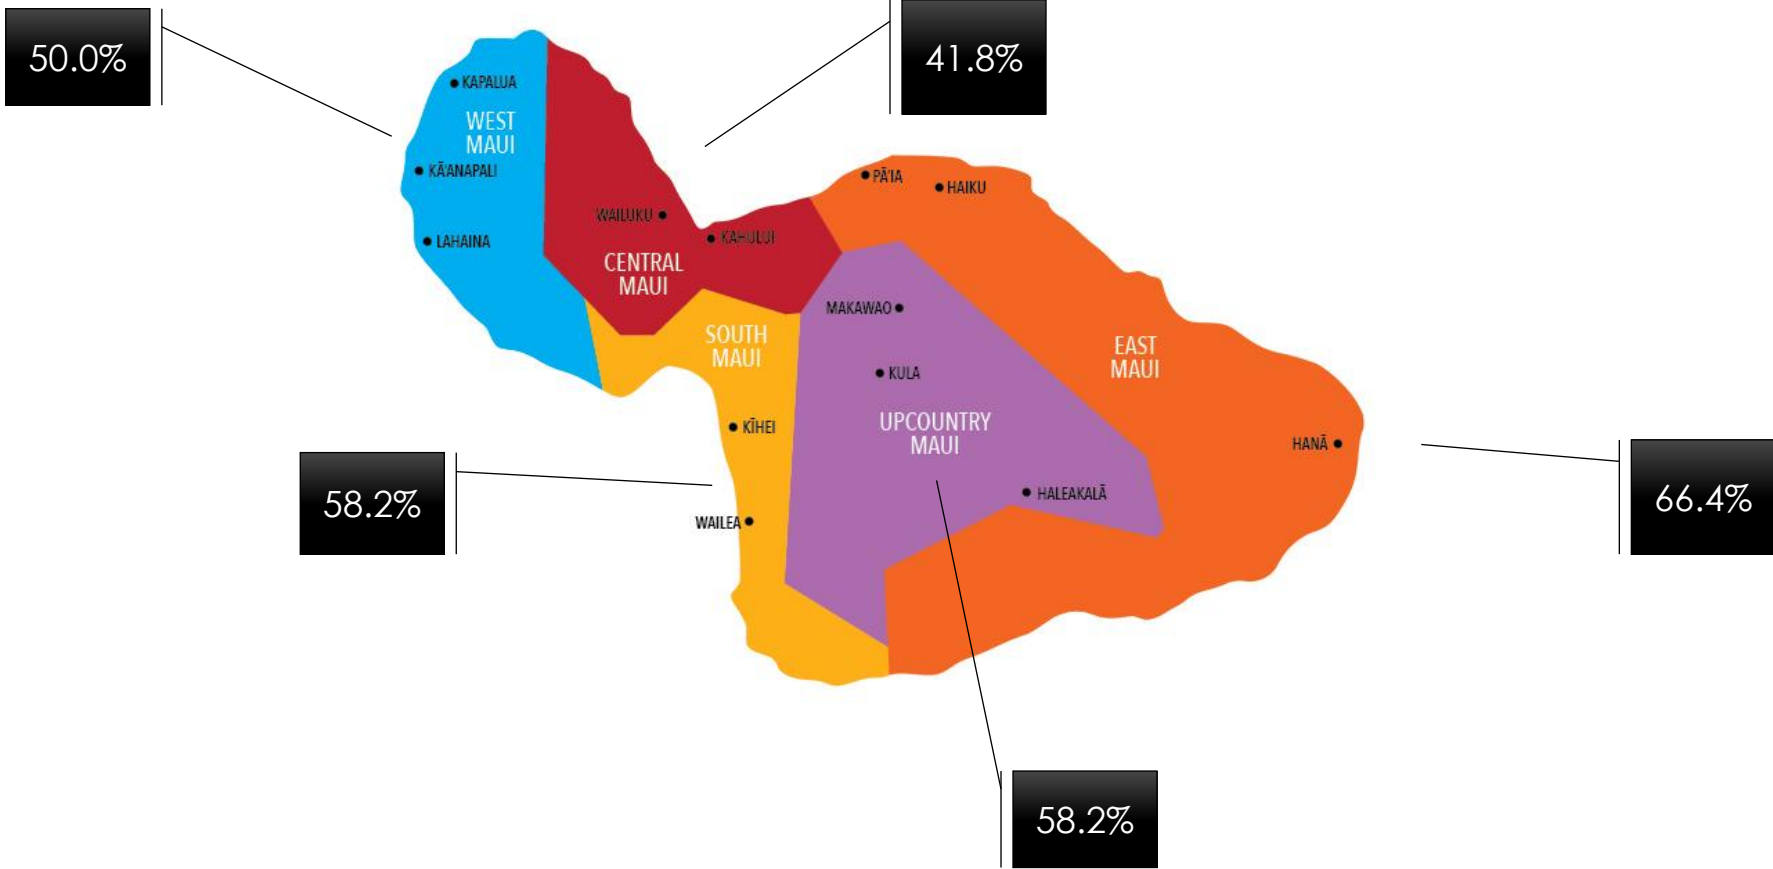 50.0%
41.8%
KAPALUA
WEST
MAUI
KĀ'ANAPALI
LAHAINA
PĀ'IA
HAIKU
WAILUKU
KAHULUI
CENTRAL
MAUI
MAKAWAO
SOUTH
MAUI
EAST
MAUI
KULA
UPCOUNTRY
MAUI
KĪHEI
HANĀ
58.2%
HALEAKALĀ
66.4%
WAILEA
58.2%